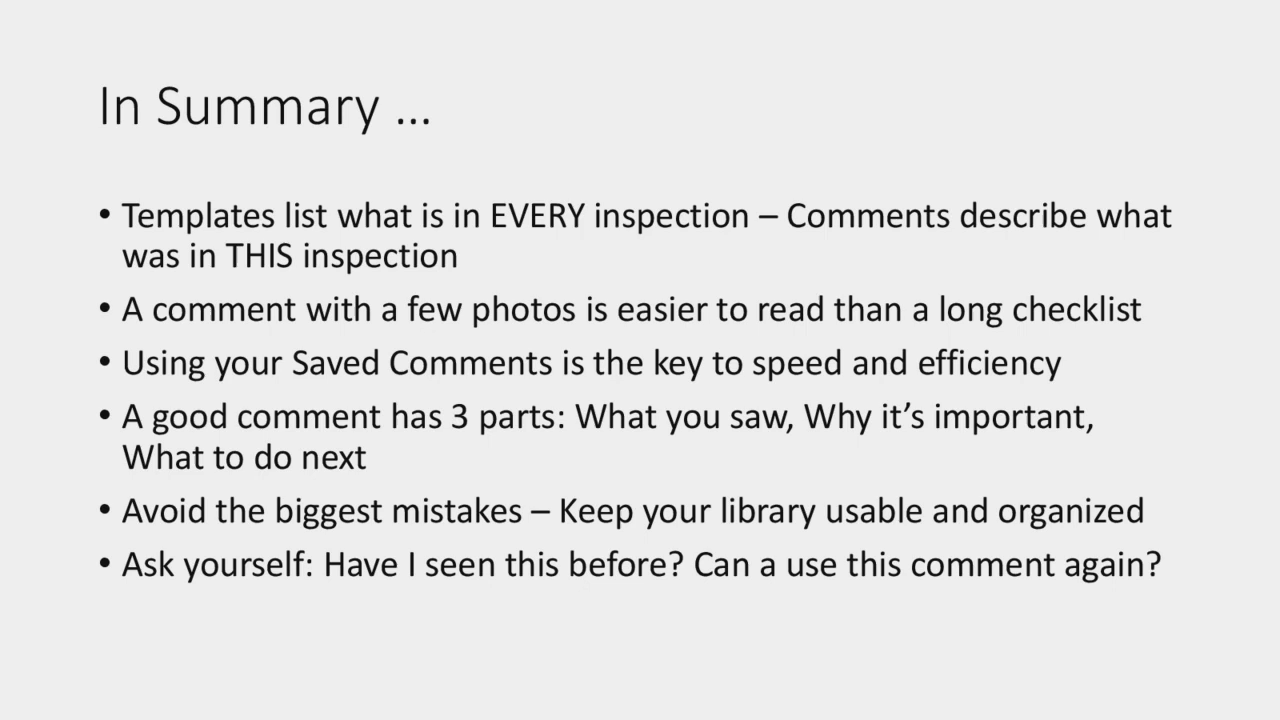 In Summary ...
• Templates list what is in EVERY inspection – Comments describe what
was in THIS inspection
• A comment with a few photos is easier to read than a long checklist
• Using your Saved Comments is the key to speed and efficiency
• A good comment has 3 parts: What you saw, Why it’s important,
What to do next
• Avoid the biggest mistakes – Keep your library usable and organized
• Ask yourself: Have I seen this before? Can a use this comment again?